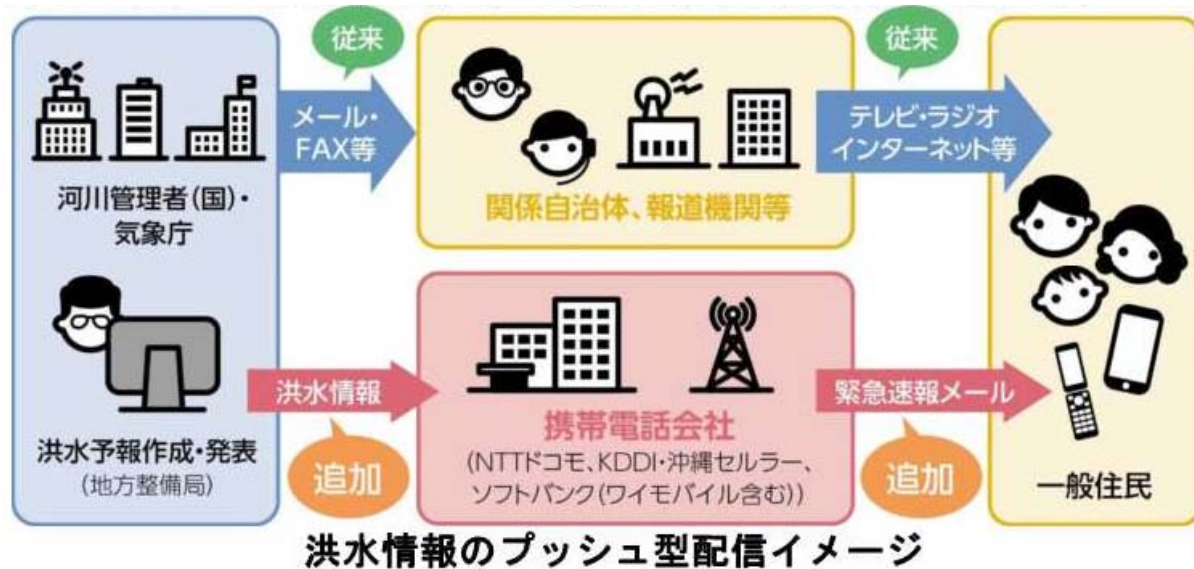 従来
従来
メール・
FAX等
テレビ・ラジオ
インターネット等
河川管理者(国)・
気象庁
関係自治体、報道機関等
洪水情報
緊急速報メール
携帯電話会社
(NTTドコモ、KDDI・沖縄セルラー、
ソフトバンク(ワイモバイル含む))
洪水予報作成・発表
(地方整備局)
追加
追加
一般住民
洪水情報のプッシュ型配信イメージ